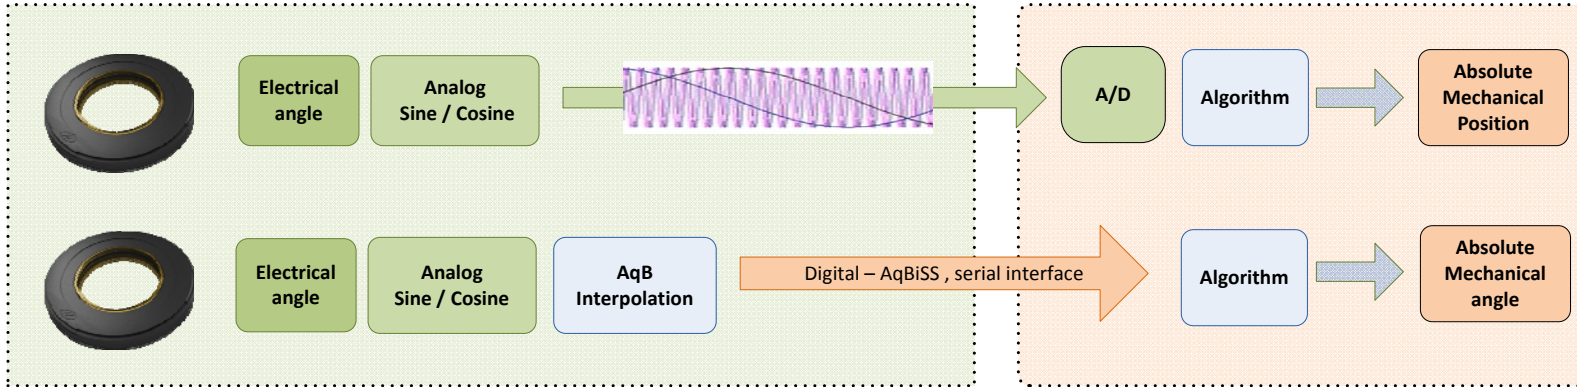 Electrical
angle
Analog
Sine / Cosine
A/D
Algorithm
Absolute
Mechanical
Position
Electrical
angle
Analog
Sine / Cosine
AqB
Interpolation
Digital – AqBiSS , serial interface
Algorithm
Absolute
Mechanical
angle